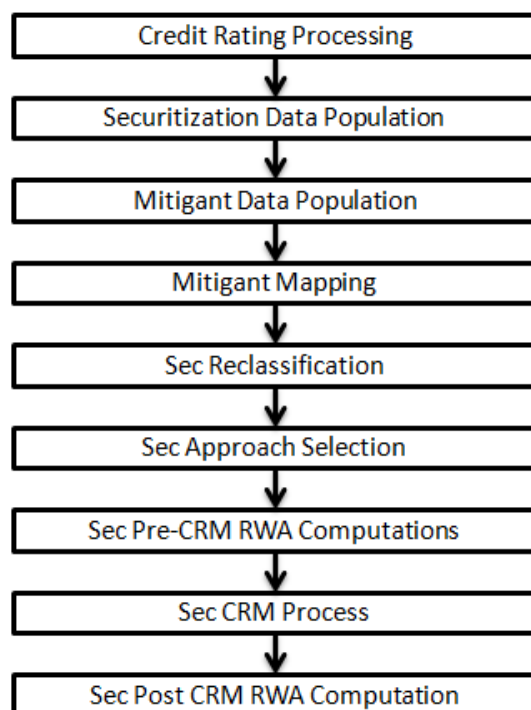 Credit Rating Processing
Securitization Data Population
Mitigant Data Population
Mitigant Mapping
Sec Reclassification
Sec Approach Selection
Sec Pre-CRM RWA Computations
Sec CRM Process
Sec Post CRM RWA Computation